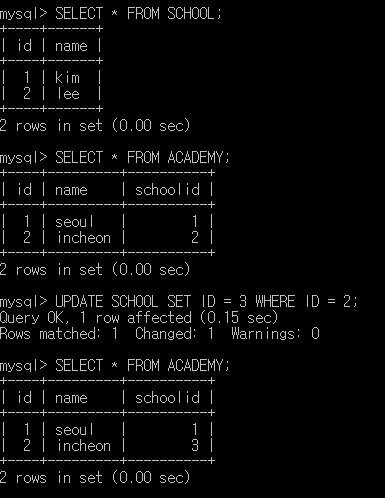 mysql> SELECT * FROM SCHOOL;
+----+------+
| id | name |
+----+------+
|  1 | kim  |
|  2 | lee  |
+----+------+
2 rows in set (0.00 sec)
mysql> SELECT * FROM ACADEMY;
+----+---------+----------+
| id | name    | schoolid |
+----+---------+----------+
|  1 | seoul   |        1 |
|  2 | incheon |        2 |
+----+---------+----------+
2 rows in set (0.00 sec)
mysql> UPDATE SCHOOL SET ID = 3 WHERE ID = 2;
Query OK, 1 row affected (0.15 sec)
Rows matched: 1  Changed: 1  Warnings: 0
mysql> SELECT * FROM ACADEMY;
+----+---------+----------+
| id | name    | schoolid |
+----+---------+----------+
|  1 | seoul   |        1 |
|  2 | incheon |        3 |
+----+---------+----------+
2 rows in set (0.00 sec)